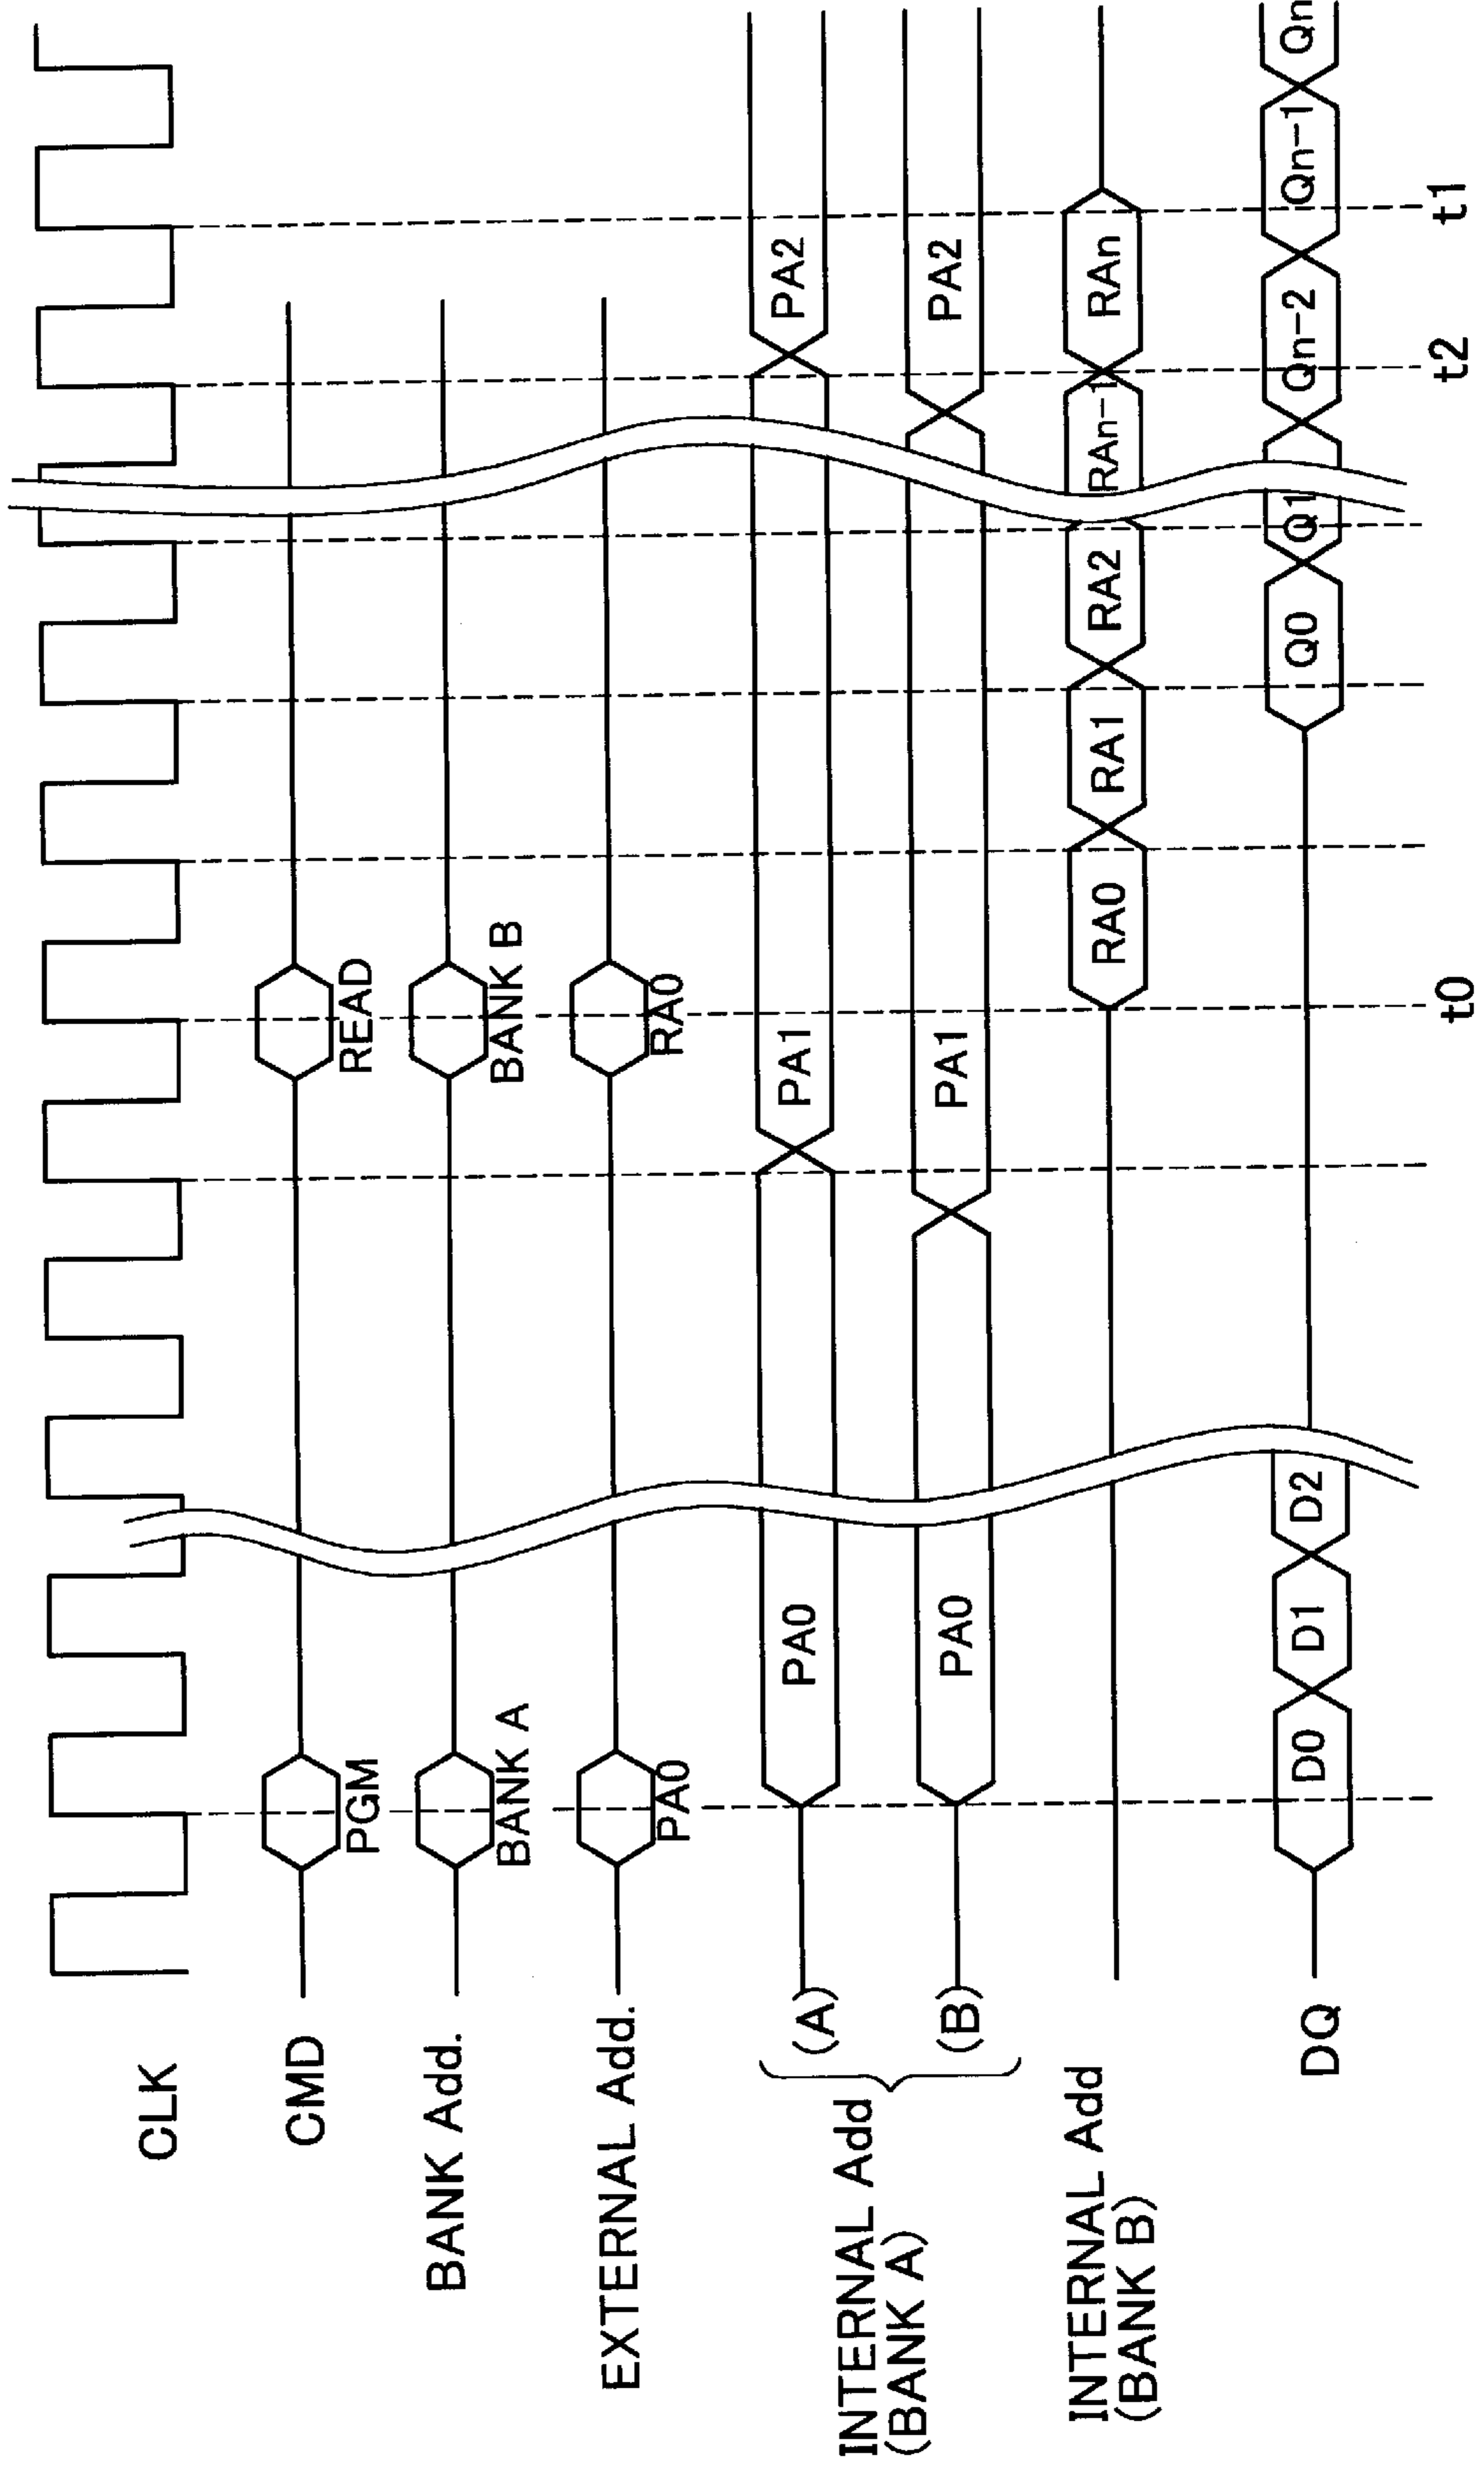 CLK
CMD
PGM
READ
BANK Add.
BANK A
BANK B
EXTERNAL Add.
PA0
RA0
INTERNAL Add
(BANK A)
(A)
PA0
PA1
PA2
(B)
PA0
PA1
PA2
INTERNAL Add
(BANK B)
RA0
RA1
RA2
RAn-1
RAn
DQ
D0
D1
D2
Q0
Q1
Qn-2
Qn-1
Qn
t0
t2
t1